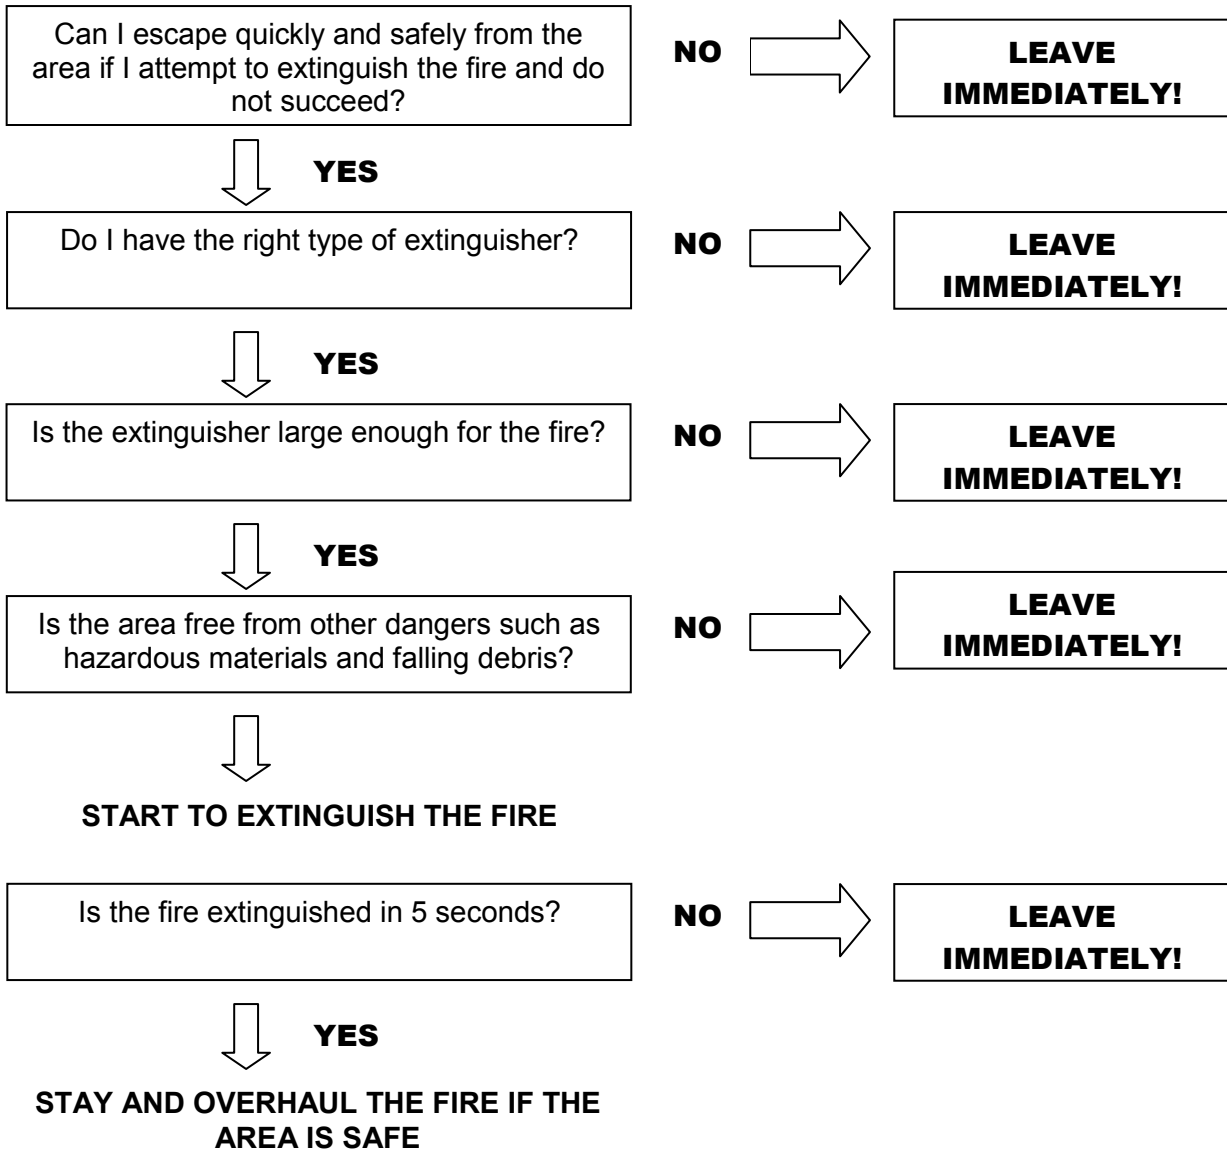 Can I escape quickly and safely from the
area if I attempt to extinguish the fire and do
not succeed?
NO
LEAVE
IMMEDIATELY!
YES
Do I have the right type of extinguisher?
NO
LEAVE
IMMEDIATELY!
YES
Is the extinguisher large enough for the fire?
NO
LEAVE
IMMEDIATELY!
YES
Is the area free from other dangers such as
hazardous materials and falling debris?
NO
LEAVE
IMMEDIATELY!
START TO EXTINGUISH THE FIRE
Is the fire extinguished in 5 seconds?
NO
LEAVE
IMMEDIATELY!
YES
STAY AND OVERHAUL THE FIRE IF THE
AREA IS SAFE